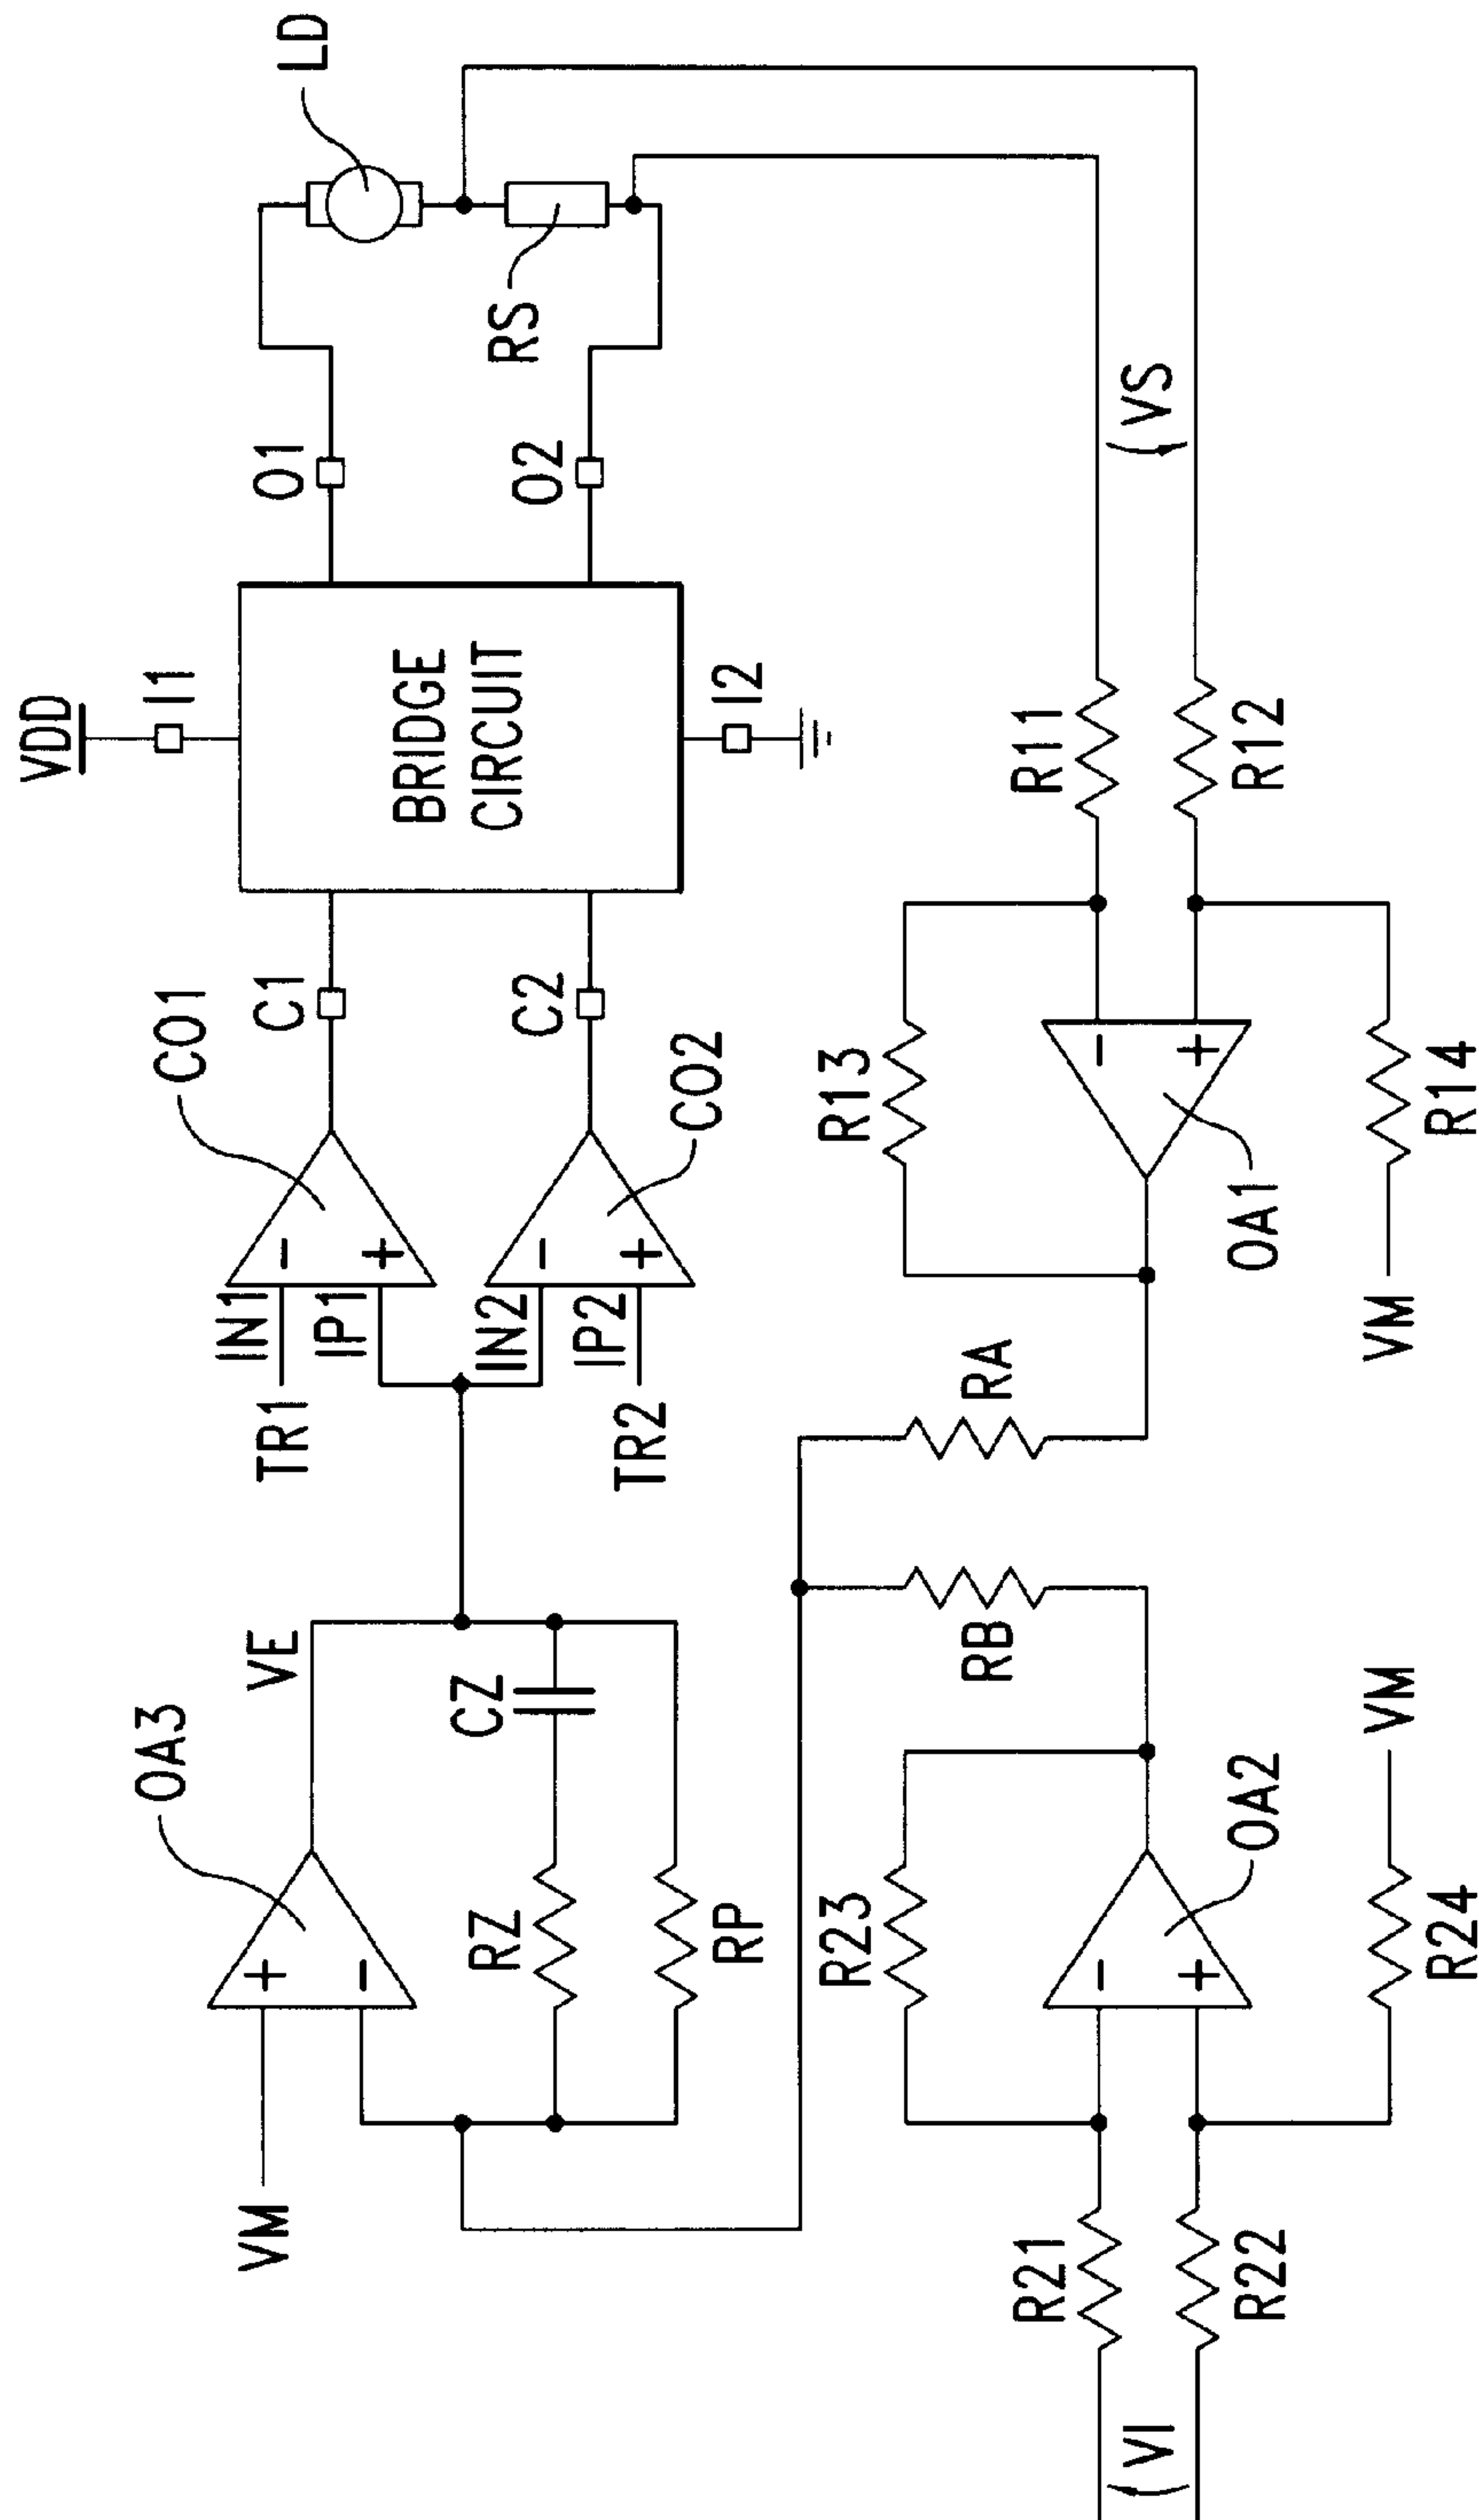 VDD
I1
LD
O1
RS
O2
BRIDGE
CIRCUIT
I2
C1
C2
CO1
CO2
IN1
IP1
IN2
IP2
-
+
-
+
TR1
TR2
OA3
VE
CZ
RZ
RP
+
-
VM
(VS
R11
R12
R13
R14
-
+
OA1
VM
RA
RB
VM
OA2
R23
R24
-
+
R21
R22
(VI